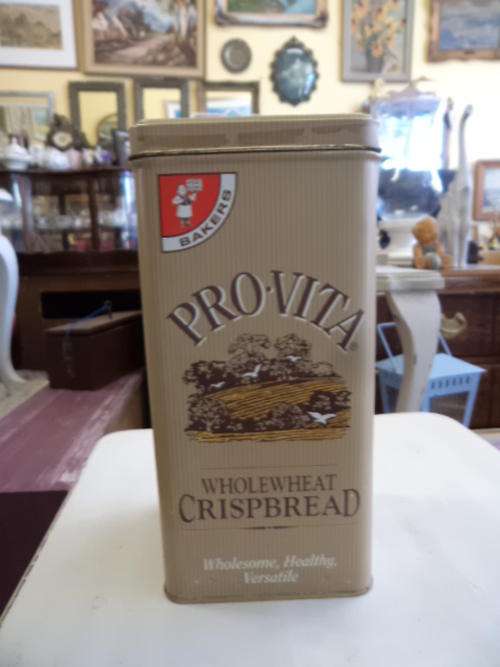 BAKERS
PRO•VITA®
WHOLEWHEAT
CRISPBREAD
Wholesome, Healthy,
Versatile